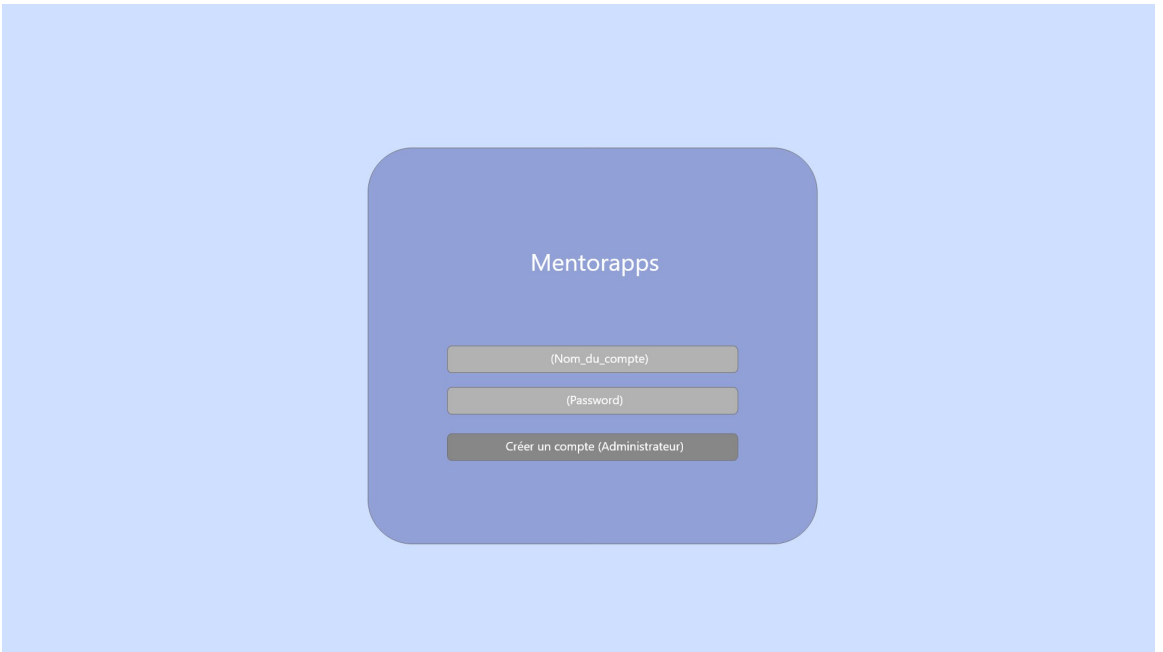 Mentorapps
(Nom_du_compte)
(Password)
Créer un compte (Administrateur)